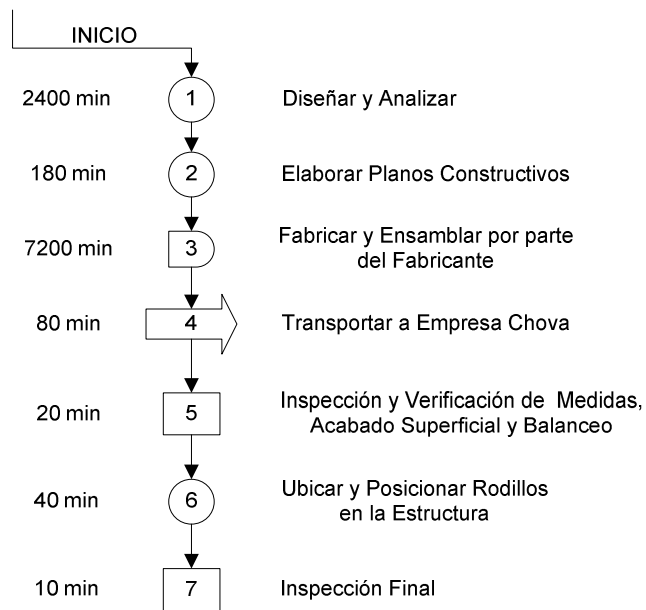 INICIO
2400 min 1 Diseñar y Analizar
180 min 2 Elaborar Planos Constructivos
7200 min 3 Fabricar y Ensamblar por parte
del Fabricante
80 min 4 Transportar a Empresa Chova
20 min 5 Inspección y Verificación de Medidas,
Acabado Superficial y Balanceo
40 min 6 Ubicar y Posicionar Rodillos
en la Estructura
10 min 7 Inspección Final